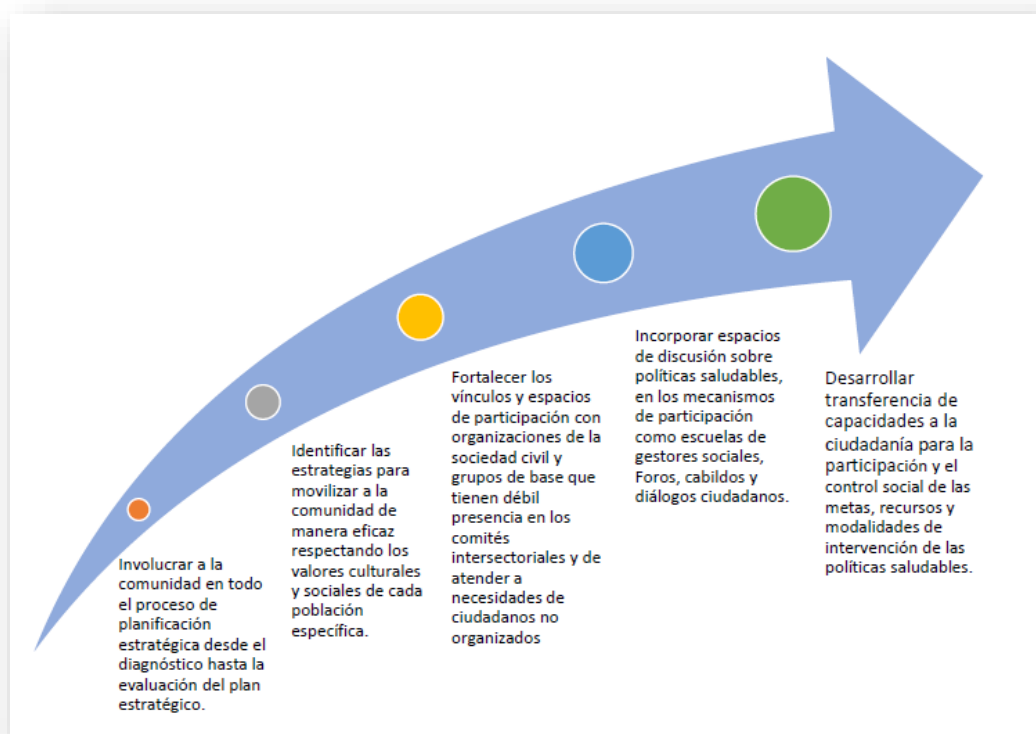 Involucrar a la
comunidad en todo
el proceso de
planificación
estratégica desde el
diagnóstico hasta la
evaluación del plan
estratégico.
Identificar las
estrategias para
movilizar a la
comunidad de
manera eficaz
respectando los
valores culturales
y sociales de cada
población
específica.
Fortalecer los
vínculos y espacios
de participación con
organizaciones de la
sociedad civil y
grupos de base que
tienen débil
presencia en los
comités
intersectoriales y de
atender a
necesidades de
ciudadanos no
organizados
Incorporar espacios
de discusión sobre
políticas saludables,
en los mecanismos
de participación
como escuelas de
gestores sociales,
Foros, cabildos y
diálogos ciudadanos.
Desarrollar
transferencia de
capacidades a la
ciudadanía para la
participación y el
control social de las
metas, recursos y
modalidades de
intervención de las
políticas saludables.